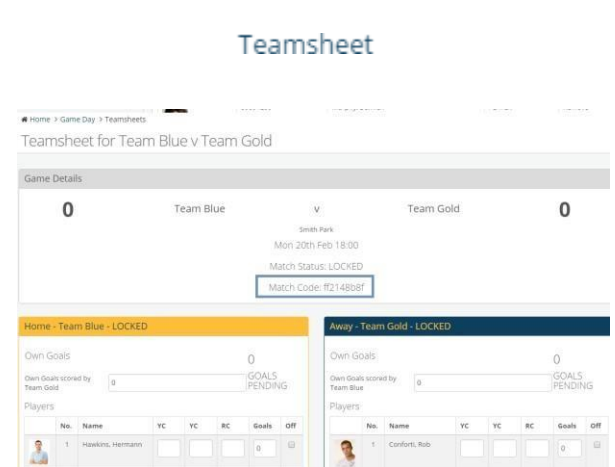 Teamsheet
Home > Game Day > Teamsheets
Teamsheet for Team Blue v Team Gold
Game Details
0 Team Blue v Team Gold 0
Smith Park
Mon 20th Feb 18:00
Match Status: LOCKED
Match Code: ff2148b8f
Home - Team Blue - LOCKED
Own Goals 0
Own Goals scored by Team Gold 0 GOALS PENDING
Players
No. Name YC YC RC Goals Off
1 Hawkins, Hermann 0
Away - Team Gold - LOCKED
Own Goals 0
Own Goals scored by Team Blue 0 GOALS PENDING
Players
No. Name YC YC RC Goals Off
1 Conforti, Rob 0